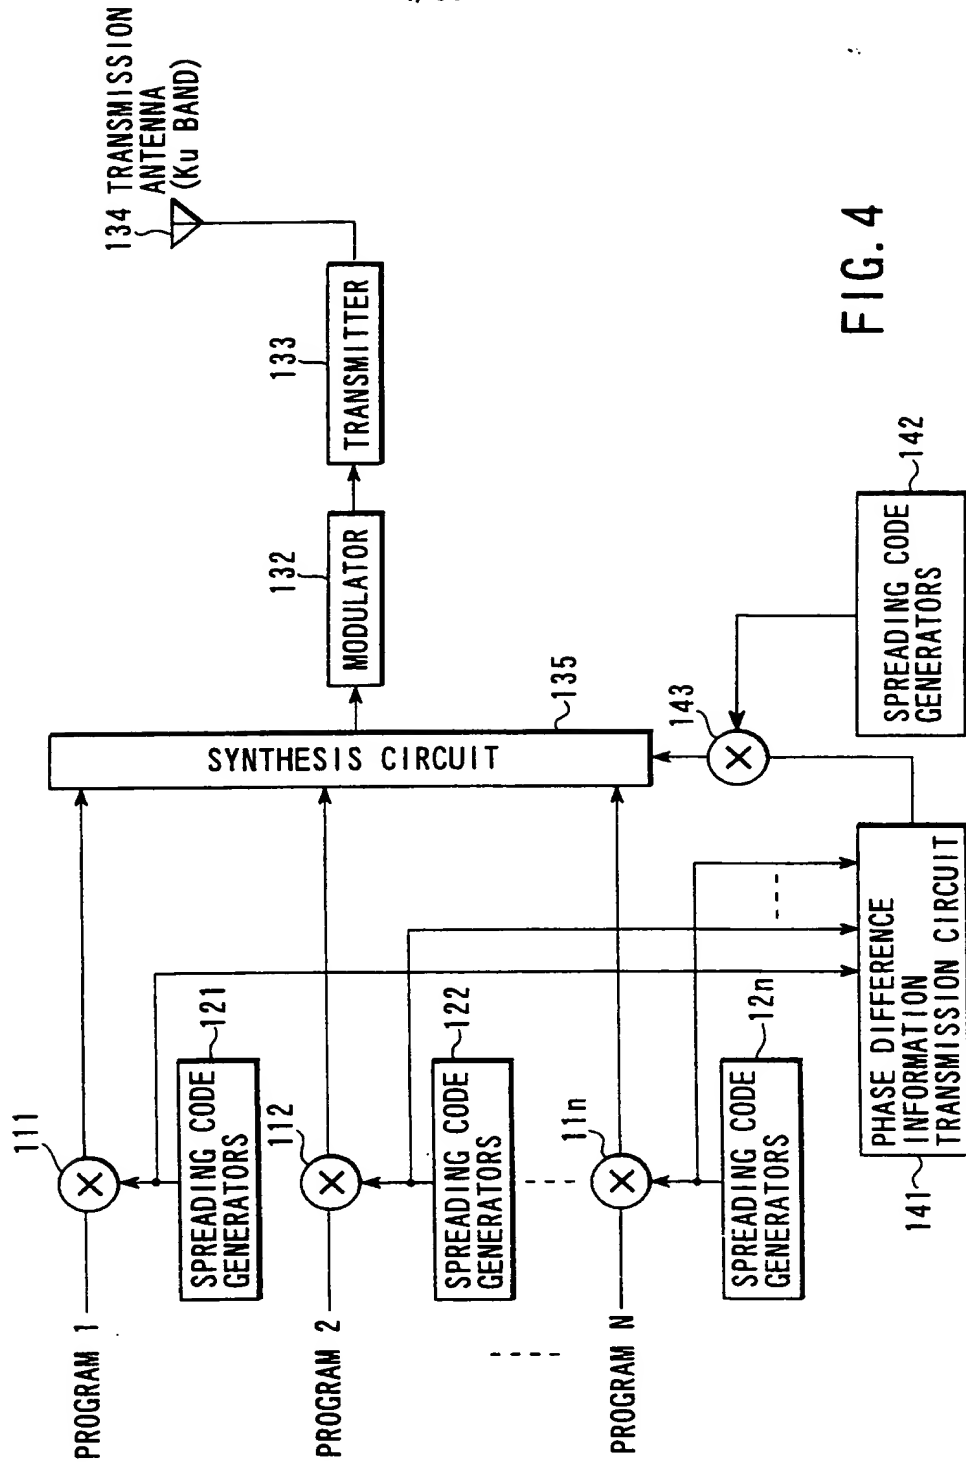 134 TRANSMISSION
ANTENNA
(Ku BAND)
133
TRANSMITTER
132
MODULATOR
135
SYNTHESIS CIRCUIT
111
PROGRAM 1
121
SPREADING CODE
GENERATORS
112
PROGRAM 2
122
SPREADING CODE
GENERATORS
11n
PROGRAM N
12n
SPREADING CODE
GENERATORS
143
142
SPREADING CODE
GENERATORS
141
PHASE DIFFERENCE
INFORMATION
TRANSMISSION CIRCUIT
FIG. 4